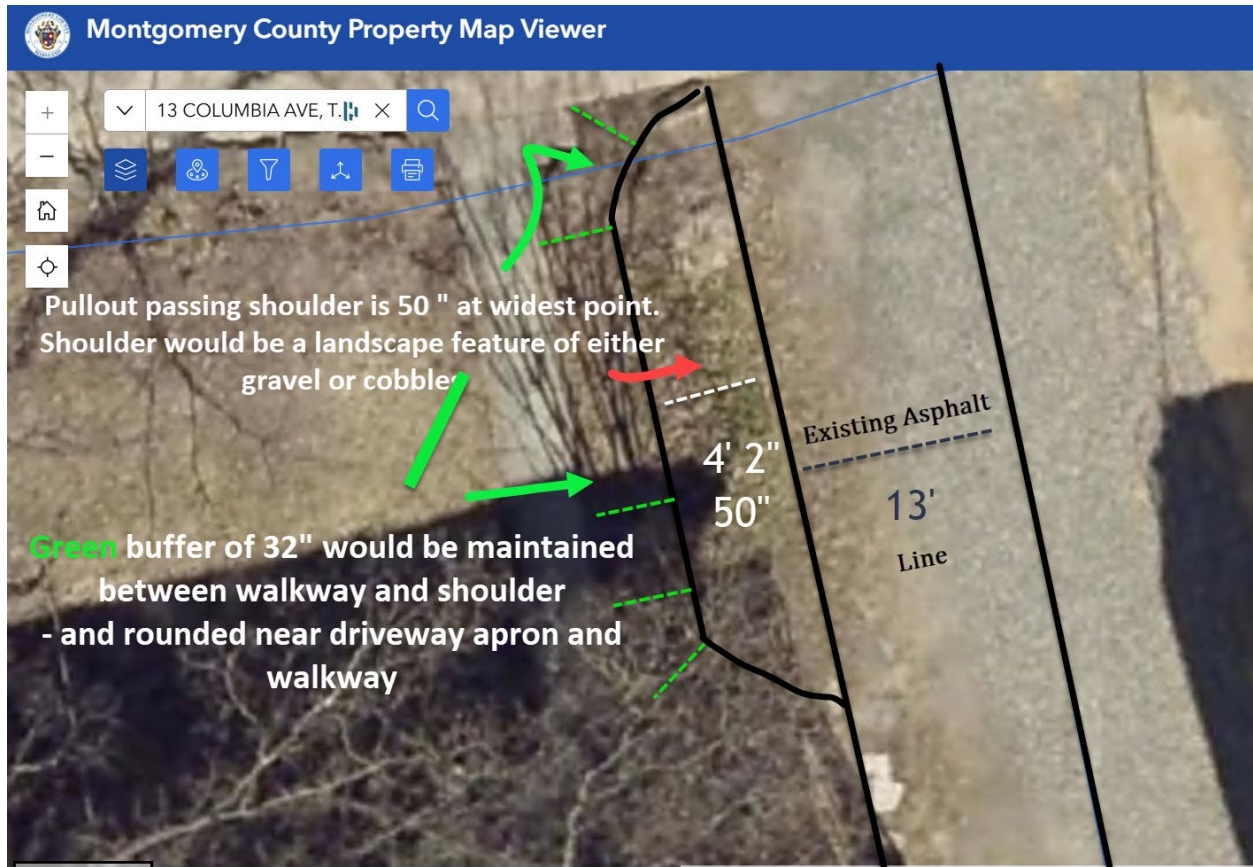 Montgomery County Property Map Viewer
13 COLUMBIA AVE, T.
Pullout passing shoulder is 50 " at widest point.
Shoulder would be a landscape feature of either
gravel or cobbles
4' 2"
50"
Existing Asphalt
13'
Line
Green buffer of 32" would be maintained
between walkway and shoulder
- and rounded near driveway apron and
walkway